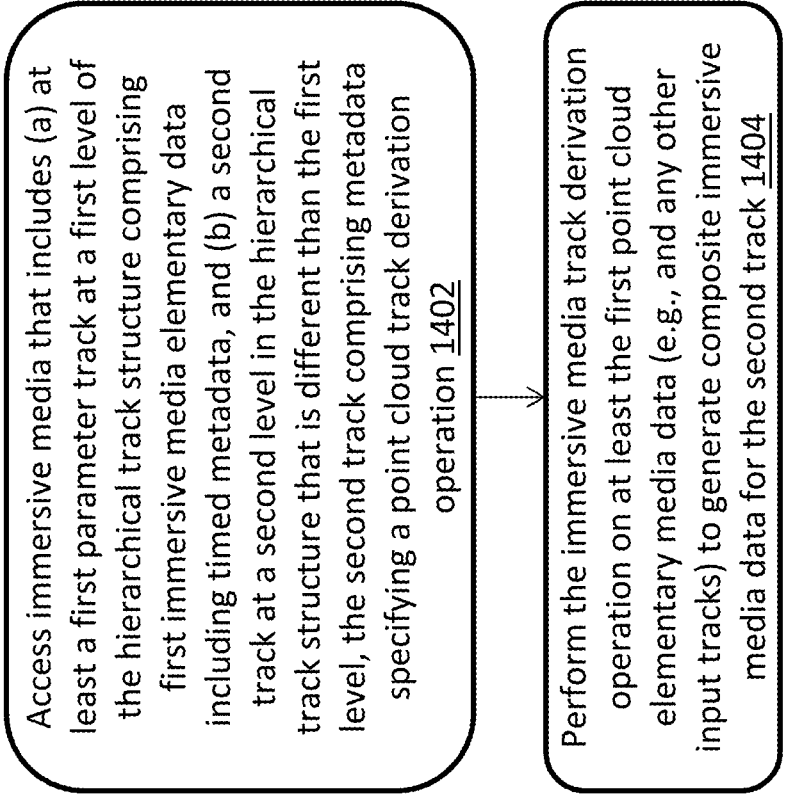 Access immersive media that includes (a) at
least a first parameter track at a first level of
the hierarchical track structure comprising
first immersive media elementary data
including timed metadata, and (b) a second
track at a second level in the hierarchical
track structure that is different than the first
level, the second track comprising metadata
specifying a point cloud track derivation
operation 1402
Perform the immersive media track derivation
operation on at least the first point cloud
elementary media data (e.g., and any other
input tracks) to generate composite immersive
media data for the second track 1404